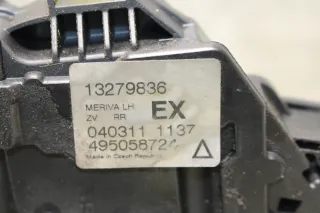 13279836
MERIVA LH EX
ZV RR
040311 1137
495058724
Made in Czech Republic